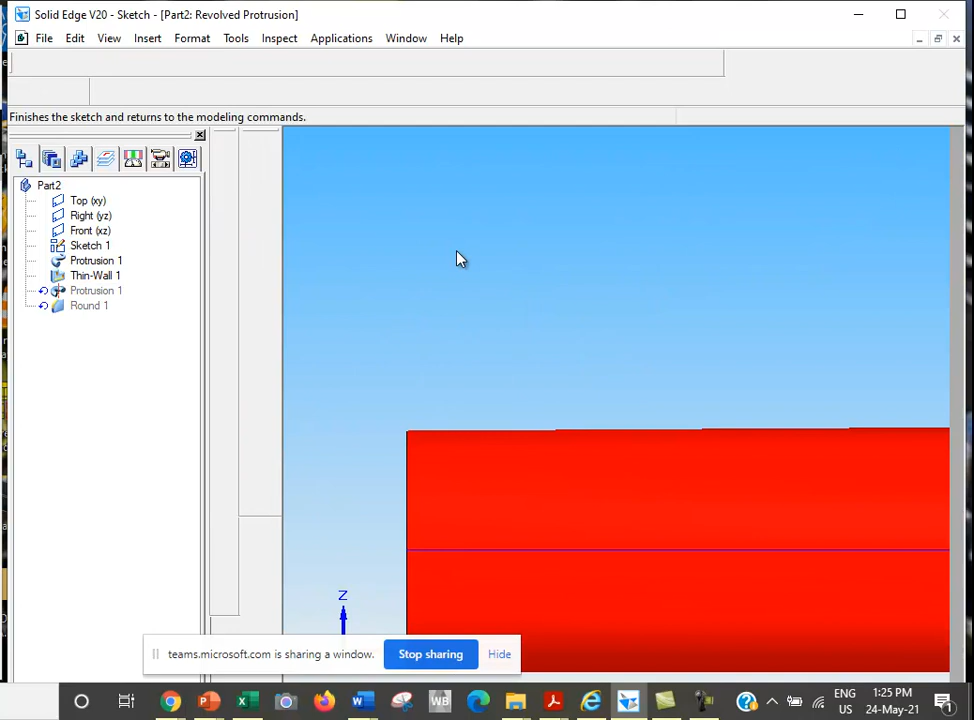 Solid Edge V20 - Sketch - [Part2: Revolved Protrusion]
File Edit View Insert Format Tools Inspect Applications Window Help
Finishes the sketch and returns to the modeling commands.
Part2
Top (xy)
Right (yz)
Front (xz)
Sketch 1
Protrusion 1
Thin-Wall 1
Protrusion 1
Round 1
Z
teams.microsoft.com is sharing a window. Stop sharing Hide
WB
ENG 1:25 PM
US 24-May-21
1